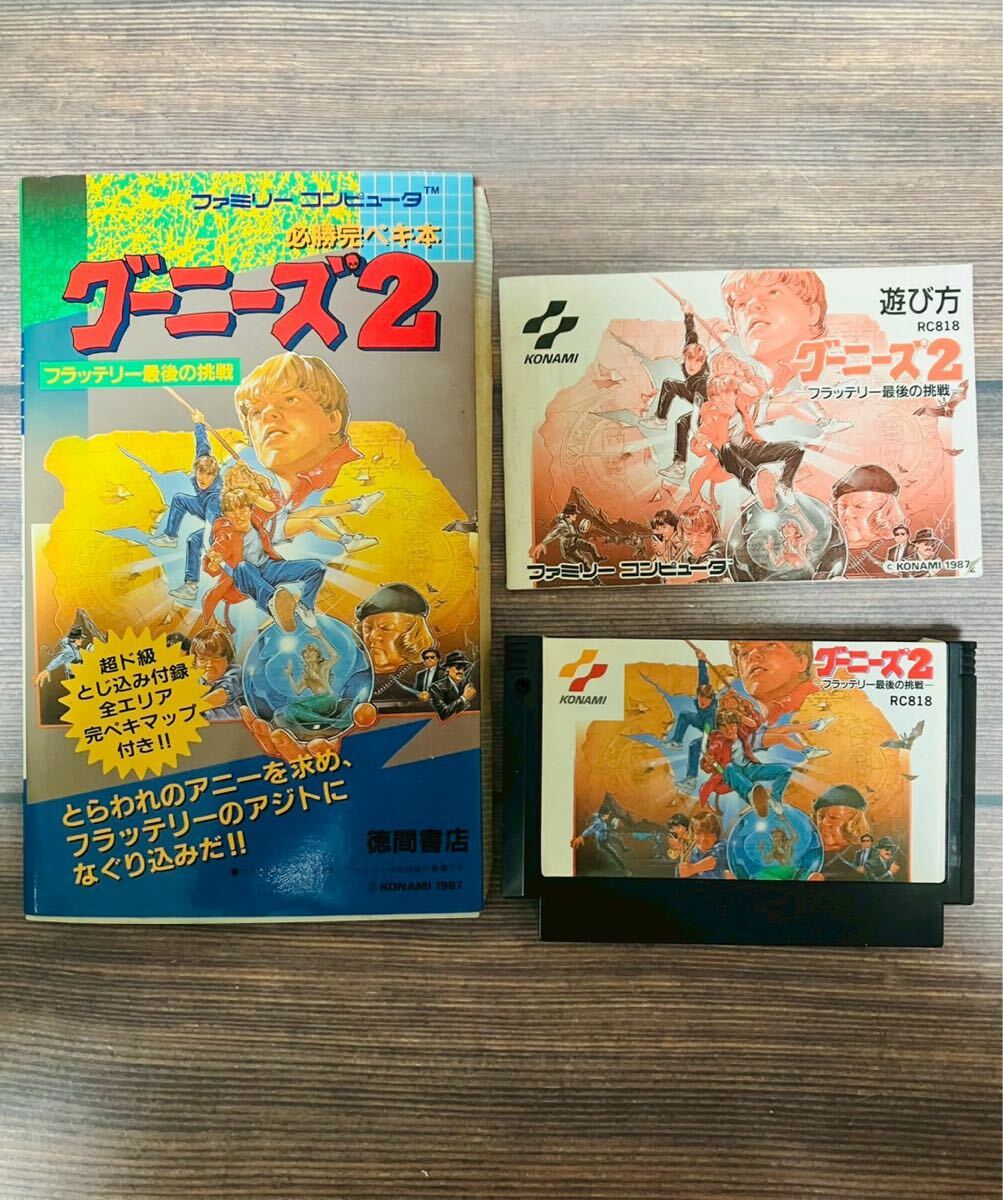 ファミリー コンピュータ™
必勝完ペキ本
グーニーズ2
フラッテリー最後の挑戦
超ド級
とじ込み付録
全エリア
完ペキマップ
付き!!
とらわれのアニーを求め、
フラッテリーのアジトに
なぐり込みだ!!
徳間書店
© KONAMI 1987
KONAMI
遊び方
RC818
グーニーズ2
フラッテリー最後の挑戦
ファミリー コンピュータ™
© KONAMI 1987
KONAMI
グーニーズ2
フラッテリー最後の挑戦
RC818